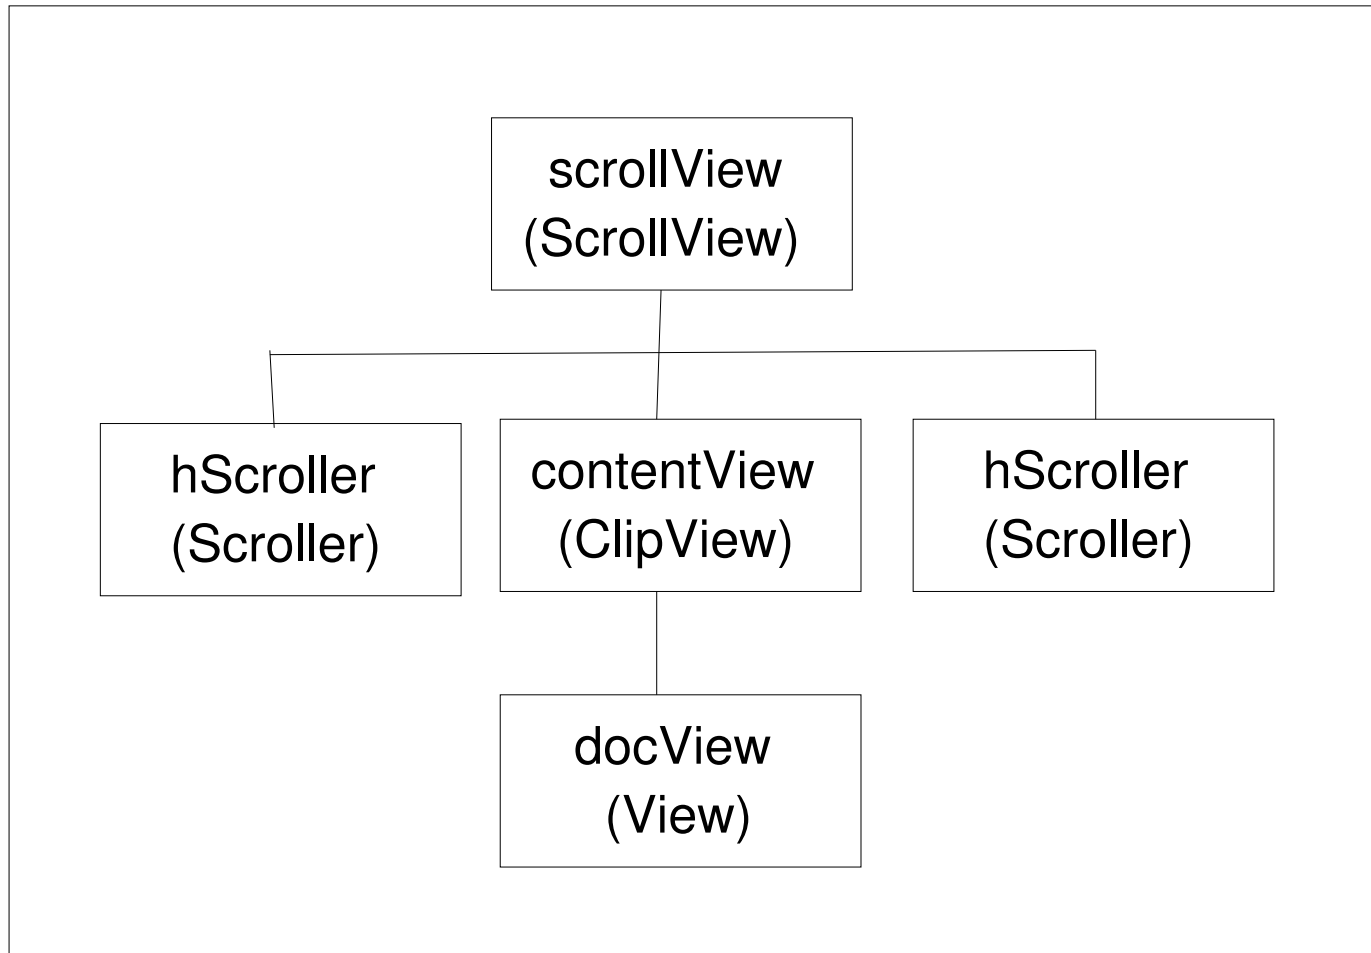 scrollView
(ScrollView)
hScroller
(Scroller)
contentView
(ClipView)
hScroller
(Scroller)
docView
(View)